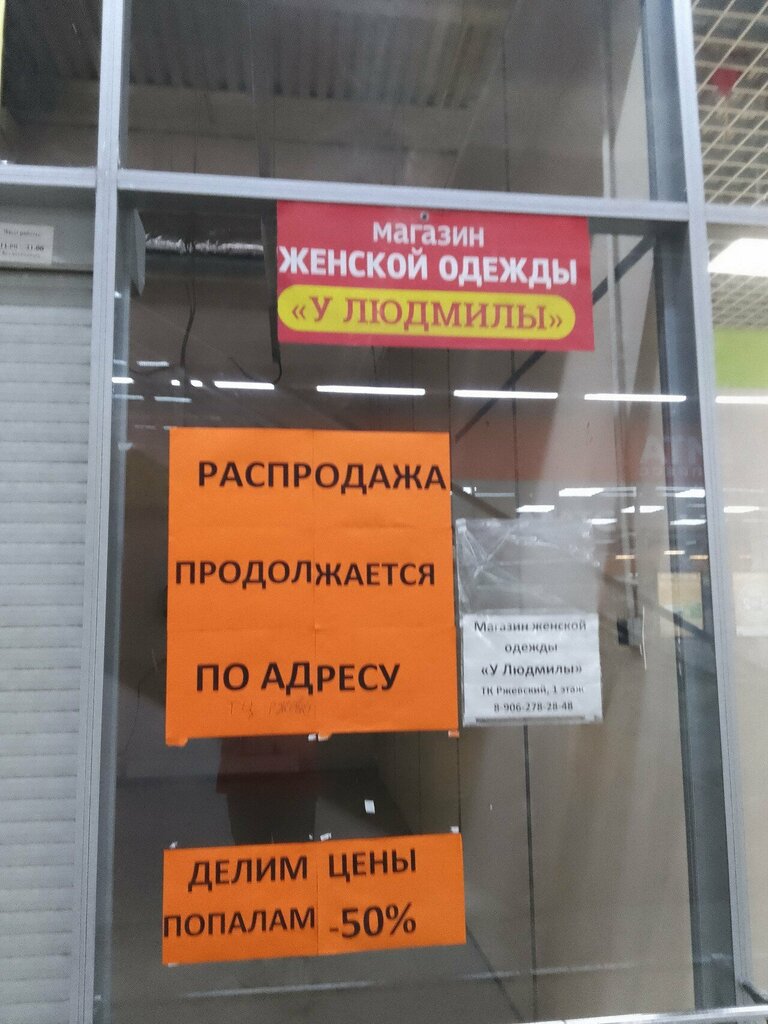 магазин
ЖЕНСКОЙ ОДЕЖДЫ
«У ЛЮДМИЛЫ»
РАСПРОДАЖА
ПРОДОЛЖАЕТСЯ
ПО АДРЕСУ
Магазин женской
одежды
«У Людмилы»
ТК Ржевский, 1 этаж
8-906-278-28-48
ДЕЛИМ ЦЕНЫ
ПОПАЛАМ -50%